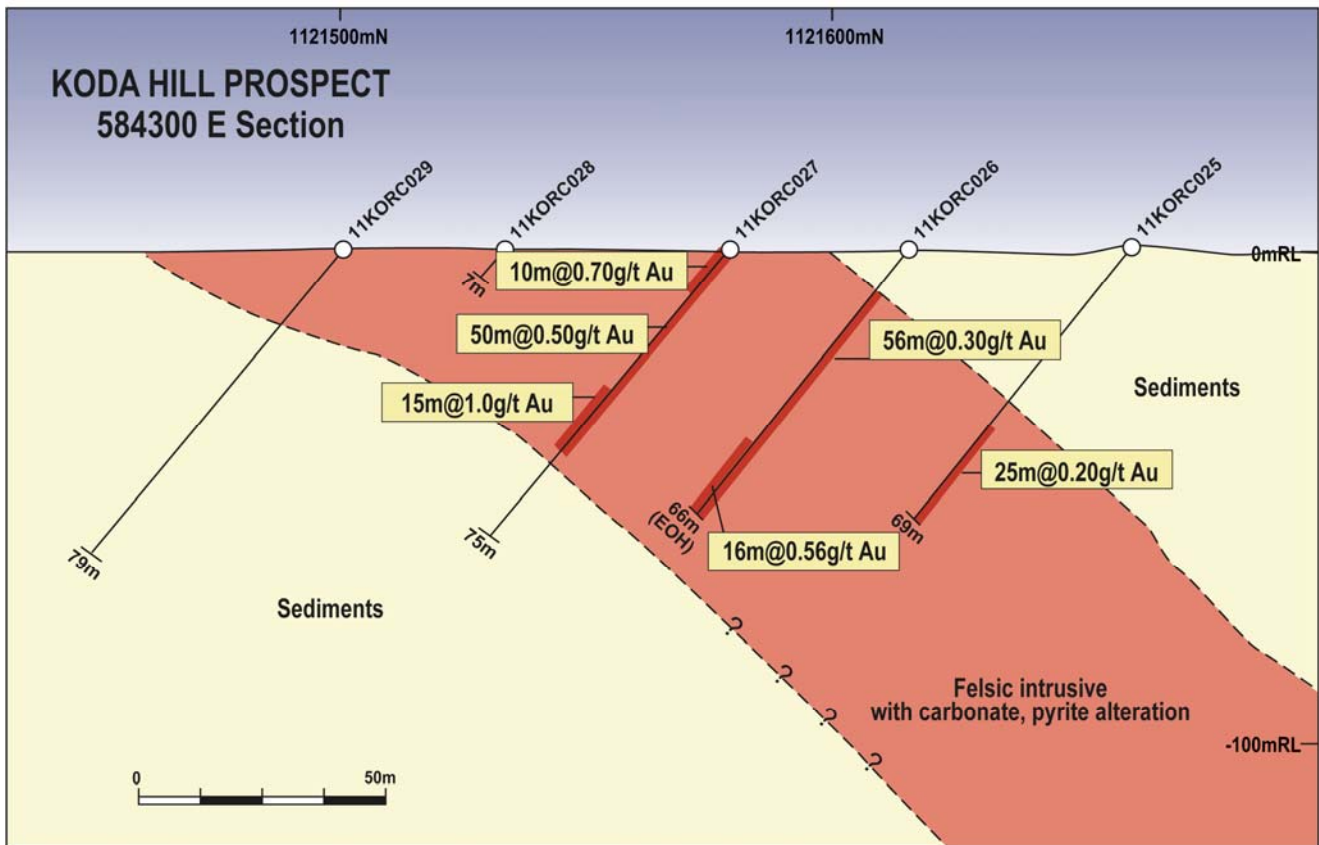 1121500mN
1121600mN
KODA HILL PROSPECT
584300 E Section
11KORC029
11KORC028
11KORC027
11KORC026
11KORC025
0mRL
7m
10m@0.70g/t Au
50m@0.50g/t Au
56m@0.30g/t Au
15m@1.0g/t Au
Sediments
25m@0.20g/t Au
79m
75m
66m
(EOH)
69m
16m@0.56g/t Au
Sediments
?
?
?
?
Felsic intrusive
with carbonate, pyrite alteration
-100mRL
0
50m